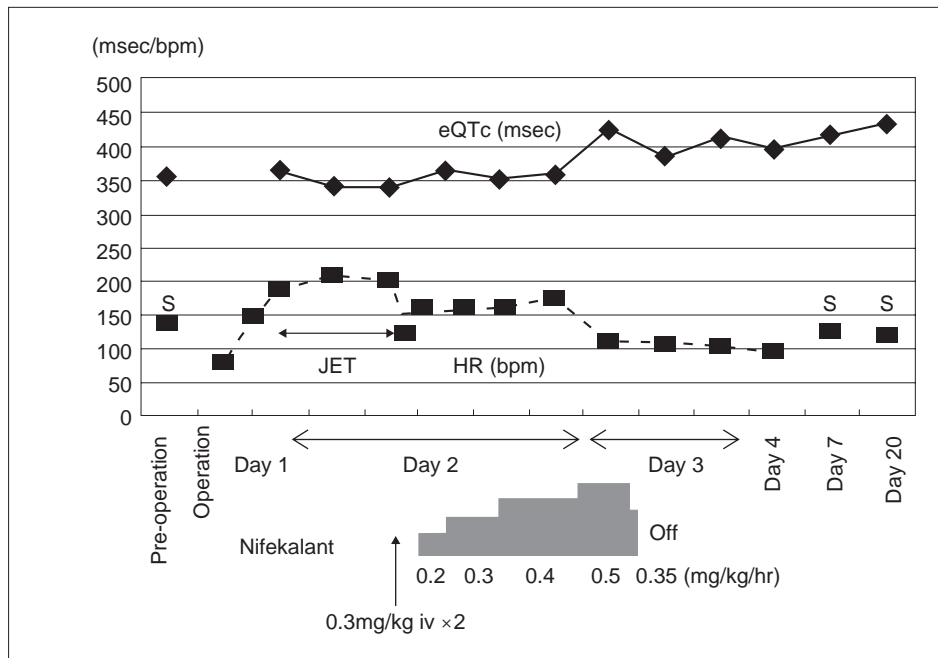 (msec/bpm)
500
450
400
350
300
250
200
150
100
50
0
eQTc (msec)
S
S
S
JET
HR (bpm)
Pre-operation
Operation
Day 1
Day 2
Day 3
Day 4
Day 7
Day 20
Nifekalant
Off
0.2 0.3 0.4 0.5 0.35 (mg/kg/hr)
0.3mg/kg iv ×2